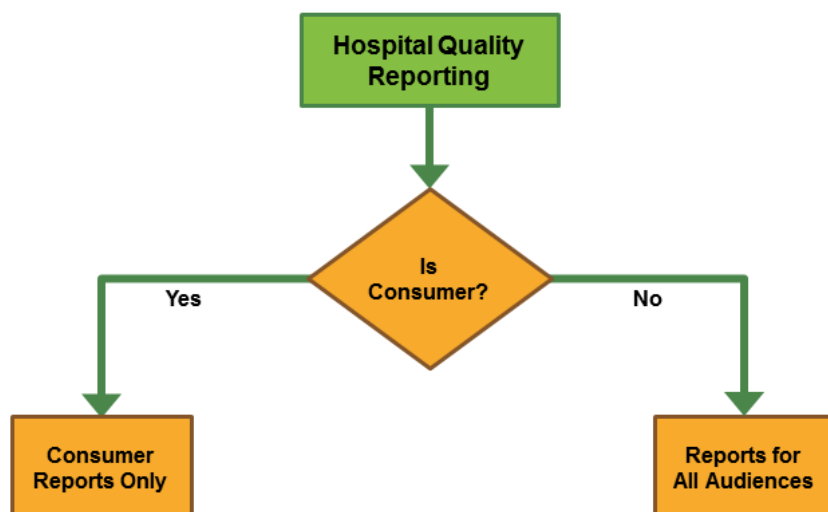 Hospital Quality
Reporting
Is
Consumer?
Yes
No
Consumer
Reports Only
Reports for
All Audiences